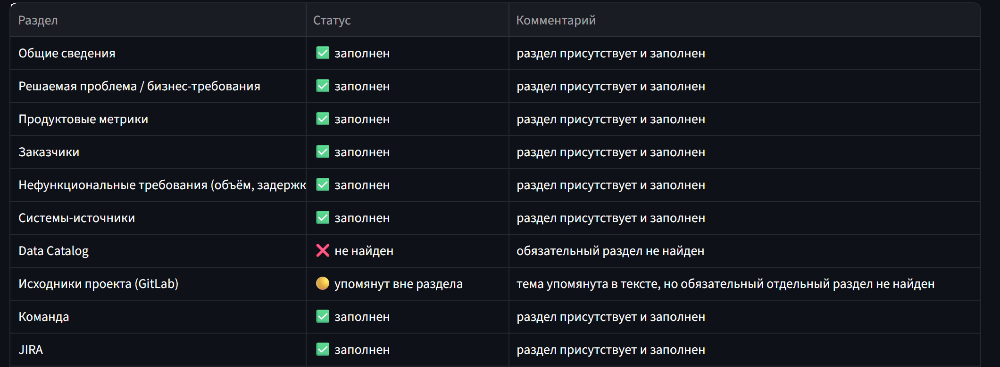 Раздел Статус Комментарий
Общие сведения ✅ заполнен раздел присутствует и заполнен
Решаемая проблема / бизнес-требования ✅ заполнен раздел присутствует и заполнен
Продуктовые метрики ✅ заполнен раздел присутствует и заполнен
Заказчики ✅ заполнен раздел присутствует и заполнен
Нефункциональные требования (объём, задержк ✅ заполнен раздел присутствует и заполнен
Системы-источники ✅ заполнен раздел присутствует и заполнен
Data Catalog ❌ не найден обязательный раздел не найден
Исходники проекта (GitLab) 🟡 упомянут вне раздела тема упомянута в тексте, но обязательный отдельный раздел не найден
Команда ✅ заполнен раздел присутствует и заполнен
JIRA ✅ заполнен раздел присутствует и заполнен